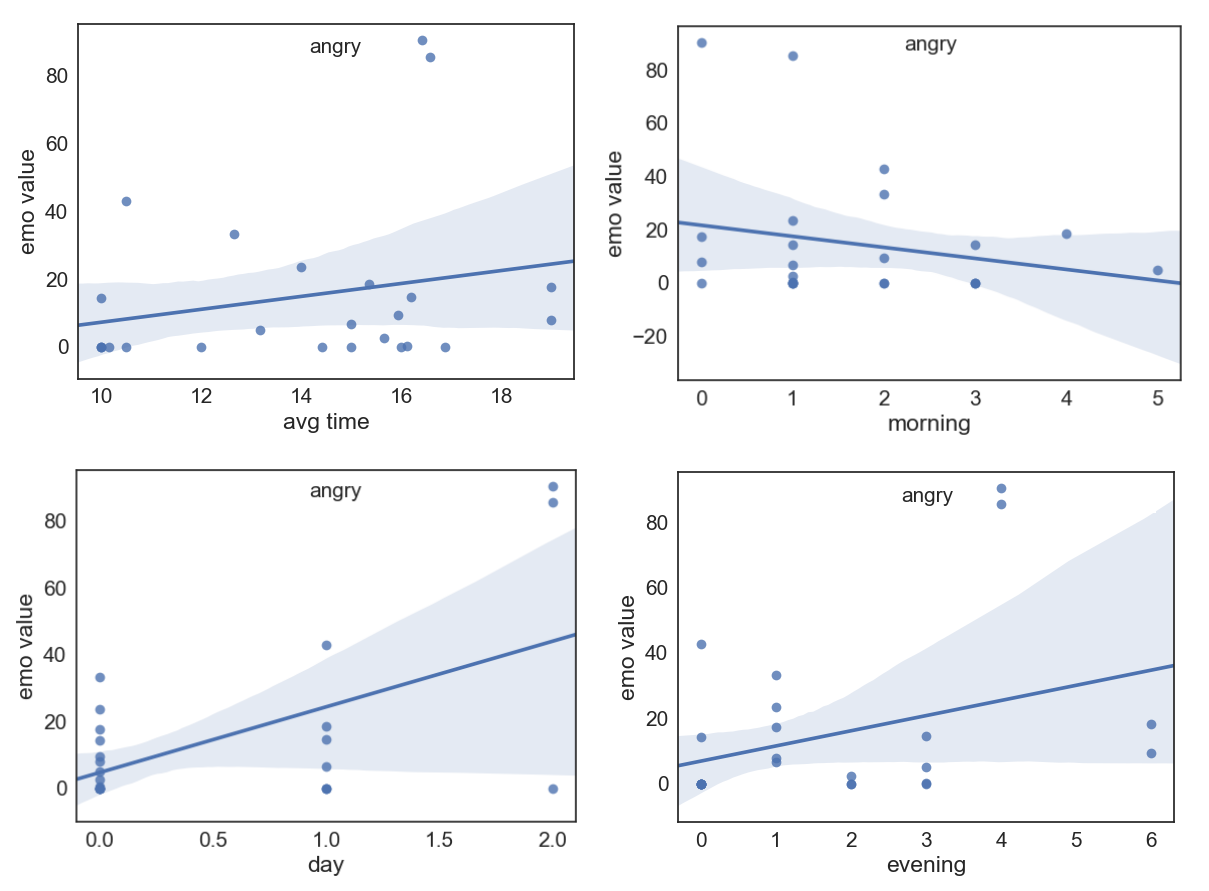 angry
80
60
40
20
0
emo value
10 12 14 16 18
avg time
angry
80
60
40
20
0
−20
emo value
0 1 2 3 4 5
morning
angry
80
60
40
20
0
emo value
0.0 0.5 1.0 1.5 2.0
day
angry
80
60
40
20
0
emo value
0 1 2 3 4 5 6
evening